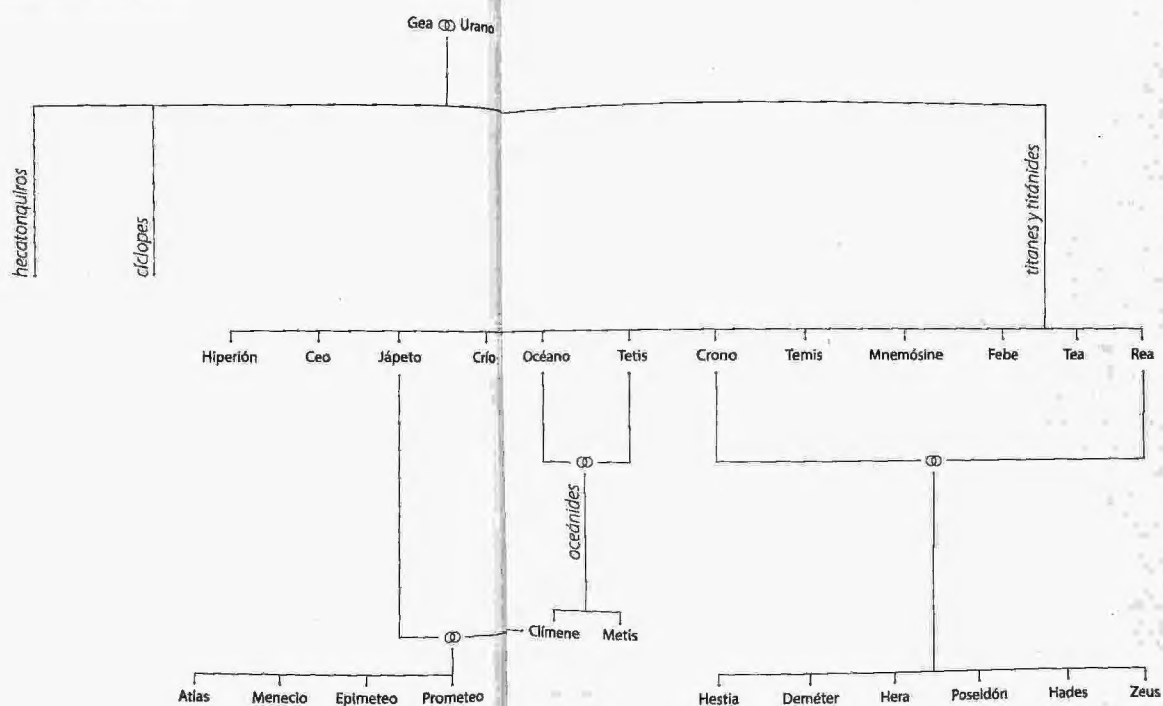 Gea Urano
hecatonquiros
cíclopes
titanes y titánides
Hiperión Ceo Jápeto Crío Océano Tetis Crono Temis Mnemósine Febe Tea Rea
oceánides
Clímene Metis
Atlas Menecio Epimeteo Prometeo
Hestia Deméter Hera Poseidón Hades Zeus